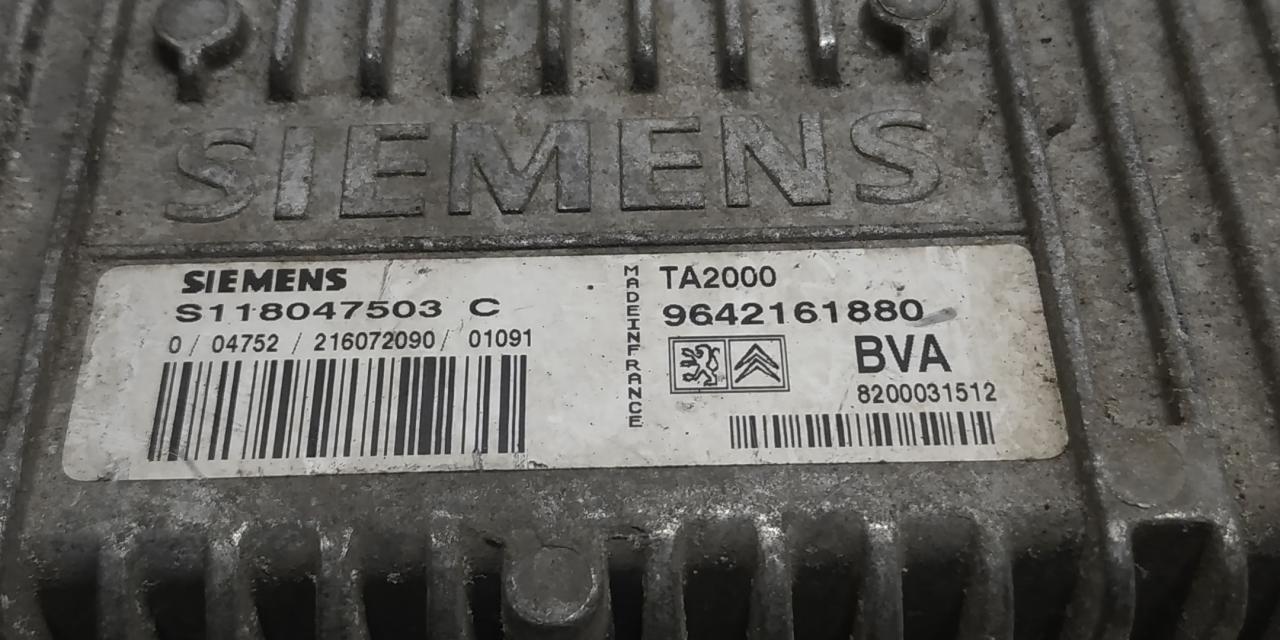 SIEMENS
SIEMENS
S118047503 C
0 / 04752 / 216072090 / 01091
MADEINFRANCE
TA2000
9642161880
BVA
8200031512